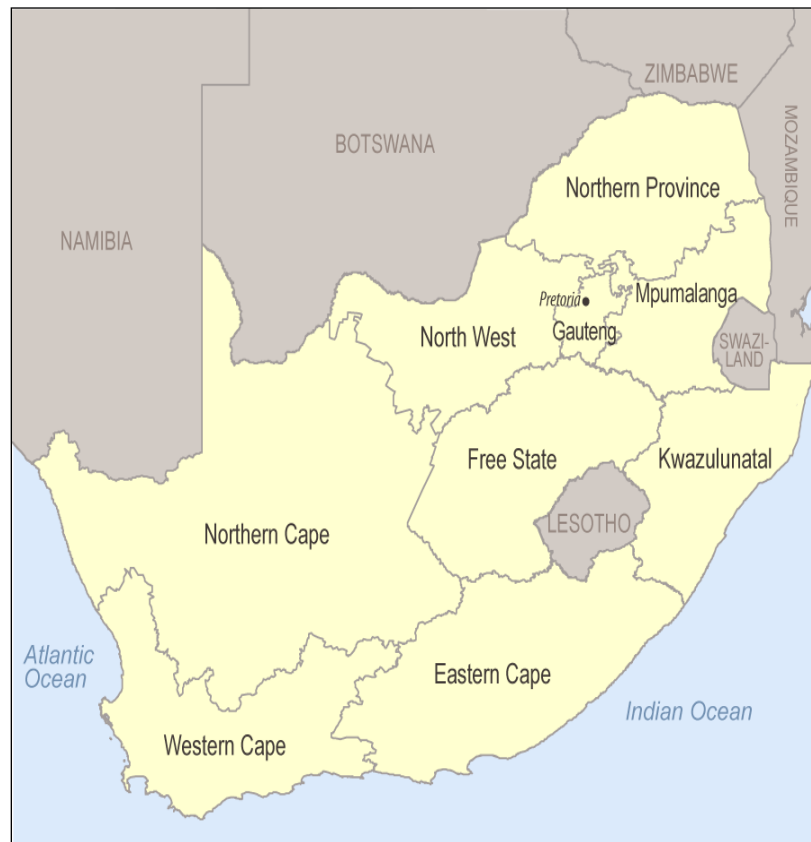 ZIMBABWE
MOZAMBIQUE
BOTSWANA
Northern Province
NAMIBIA
Pretoria
Mpumalanga
North West
Gauteng
SWAZI-
LAND
Free State
Kwazulunatal
LESOTHO
Northern Cape
Atlantic
Ocean
Eastern Cape
Indian Ocean
Western Cape